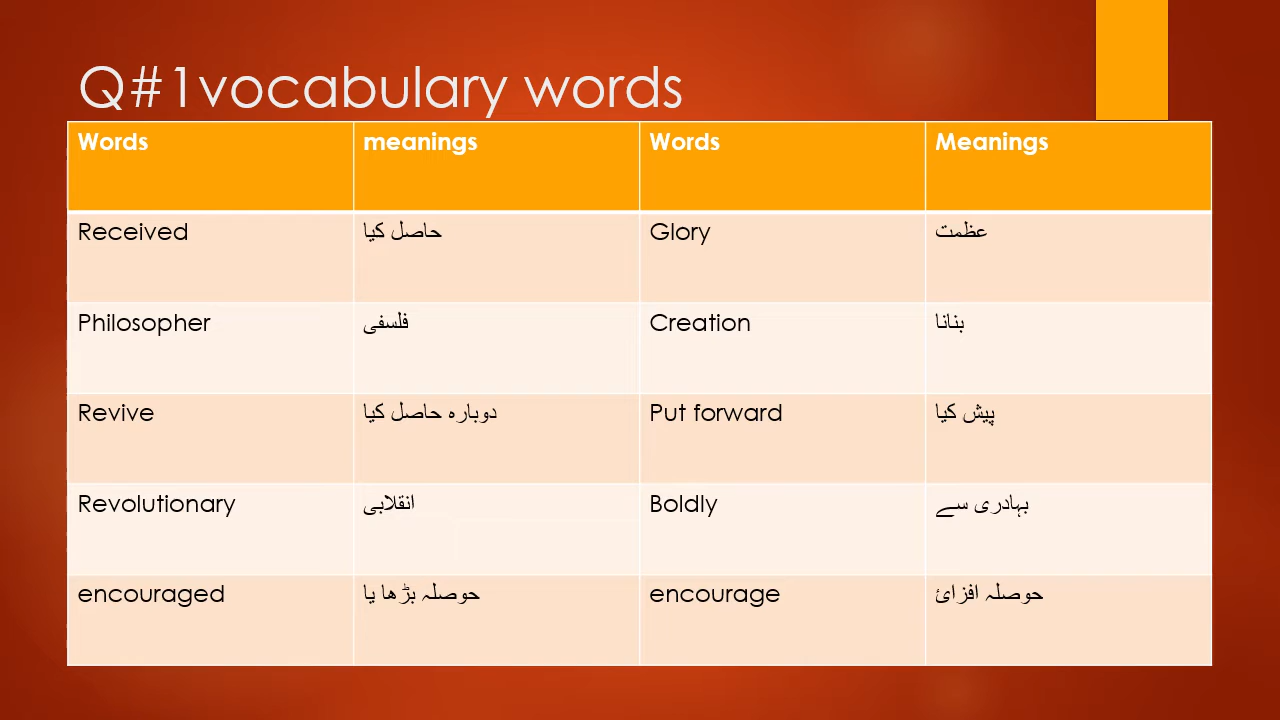 Q#1vocabulary words
Words meanings Words Meanings
Received حاصل کیا Glory عظمت
Philosopher فلسفی Creation بنانا
Revive دوبارہ حاصل کیا Put forward پیش کیا
Revolutionary انقلابی Boldly بہادری سے
encouraged حوصلہ بڑھا یا encourage حوصلہ افزائ